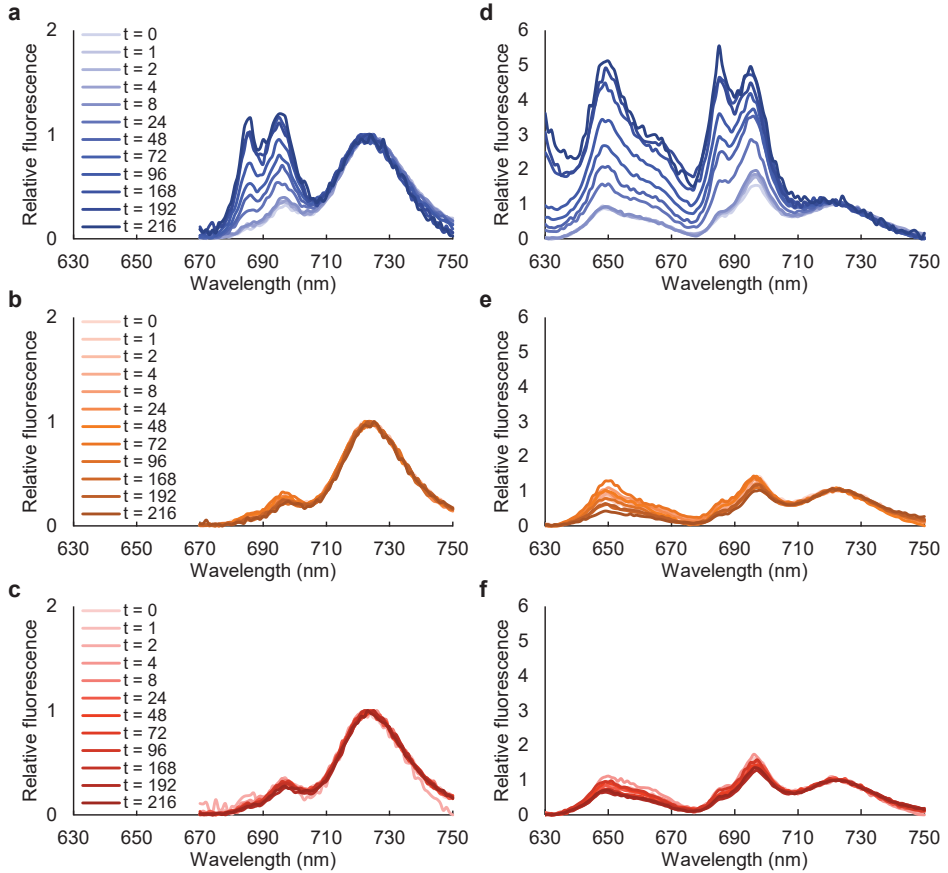 a
Relative fluorescence
2
1
0
t = 0
t = 1
t = 2
t = 4
t = 8
t = 24
t = 48
t = 72
t = 96
t = 168
t = 192
t = 216
630 650 670 690 710 730 750
Wavelength (nm)
d
Relative fluorescence
6
5
4
3
2
1
0
630 650 670 690 710 730 750
Wavelength (nm)
b
Relative fluorescence
2
1
0
t = 0
t = 1
t = 2
t = 4
t = 8
t = 24
t = 48
t = 72
t = 96
t = 168
t = 192
t = 216
630 650 670 690 710 730 750
Wavelength (nm)
e
Relative fluorescence
6
5
4
3
2
1
0
630 650 670 690 710 730 750
Wavelength (nm)
c
Relative fluorescence
2
1
0
t = 0
t = 1
t = 2
t = 4
t = 8
t = 24
t = 48
t = 72
t = 96
t = 168
t = 192
t = 216
630 650 670 690 710 730 750
Wavelength (nm)
f
Relative fluorescence
6
5
4
3
2
1
0
630 650 670 690 710 730 750
Wavelength (nm)